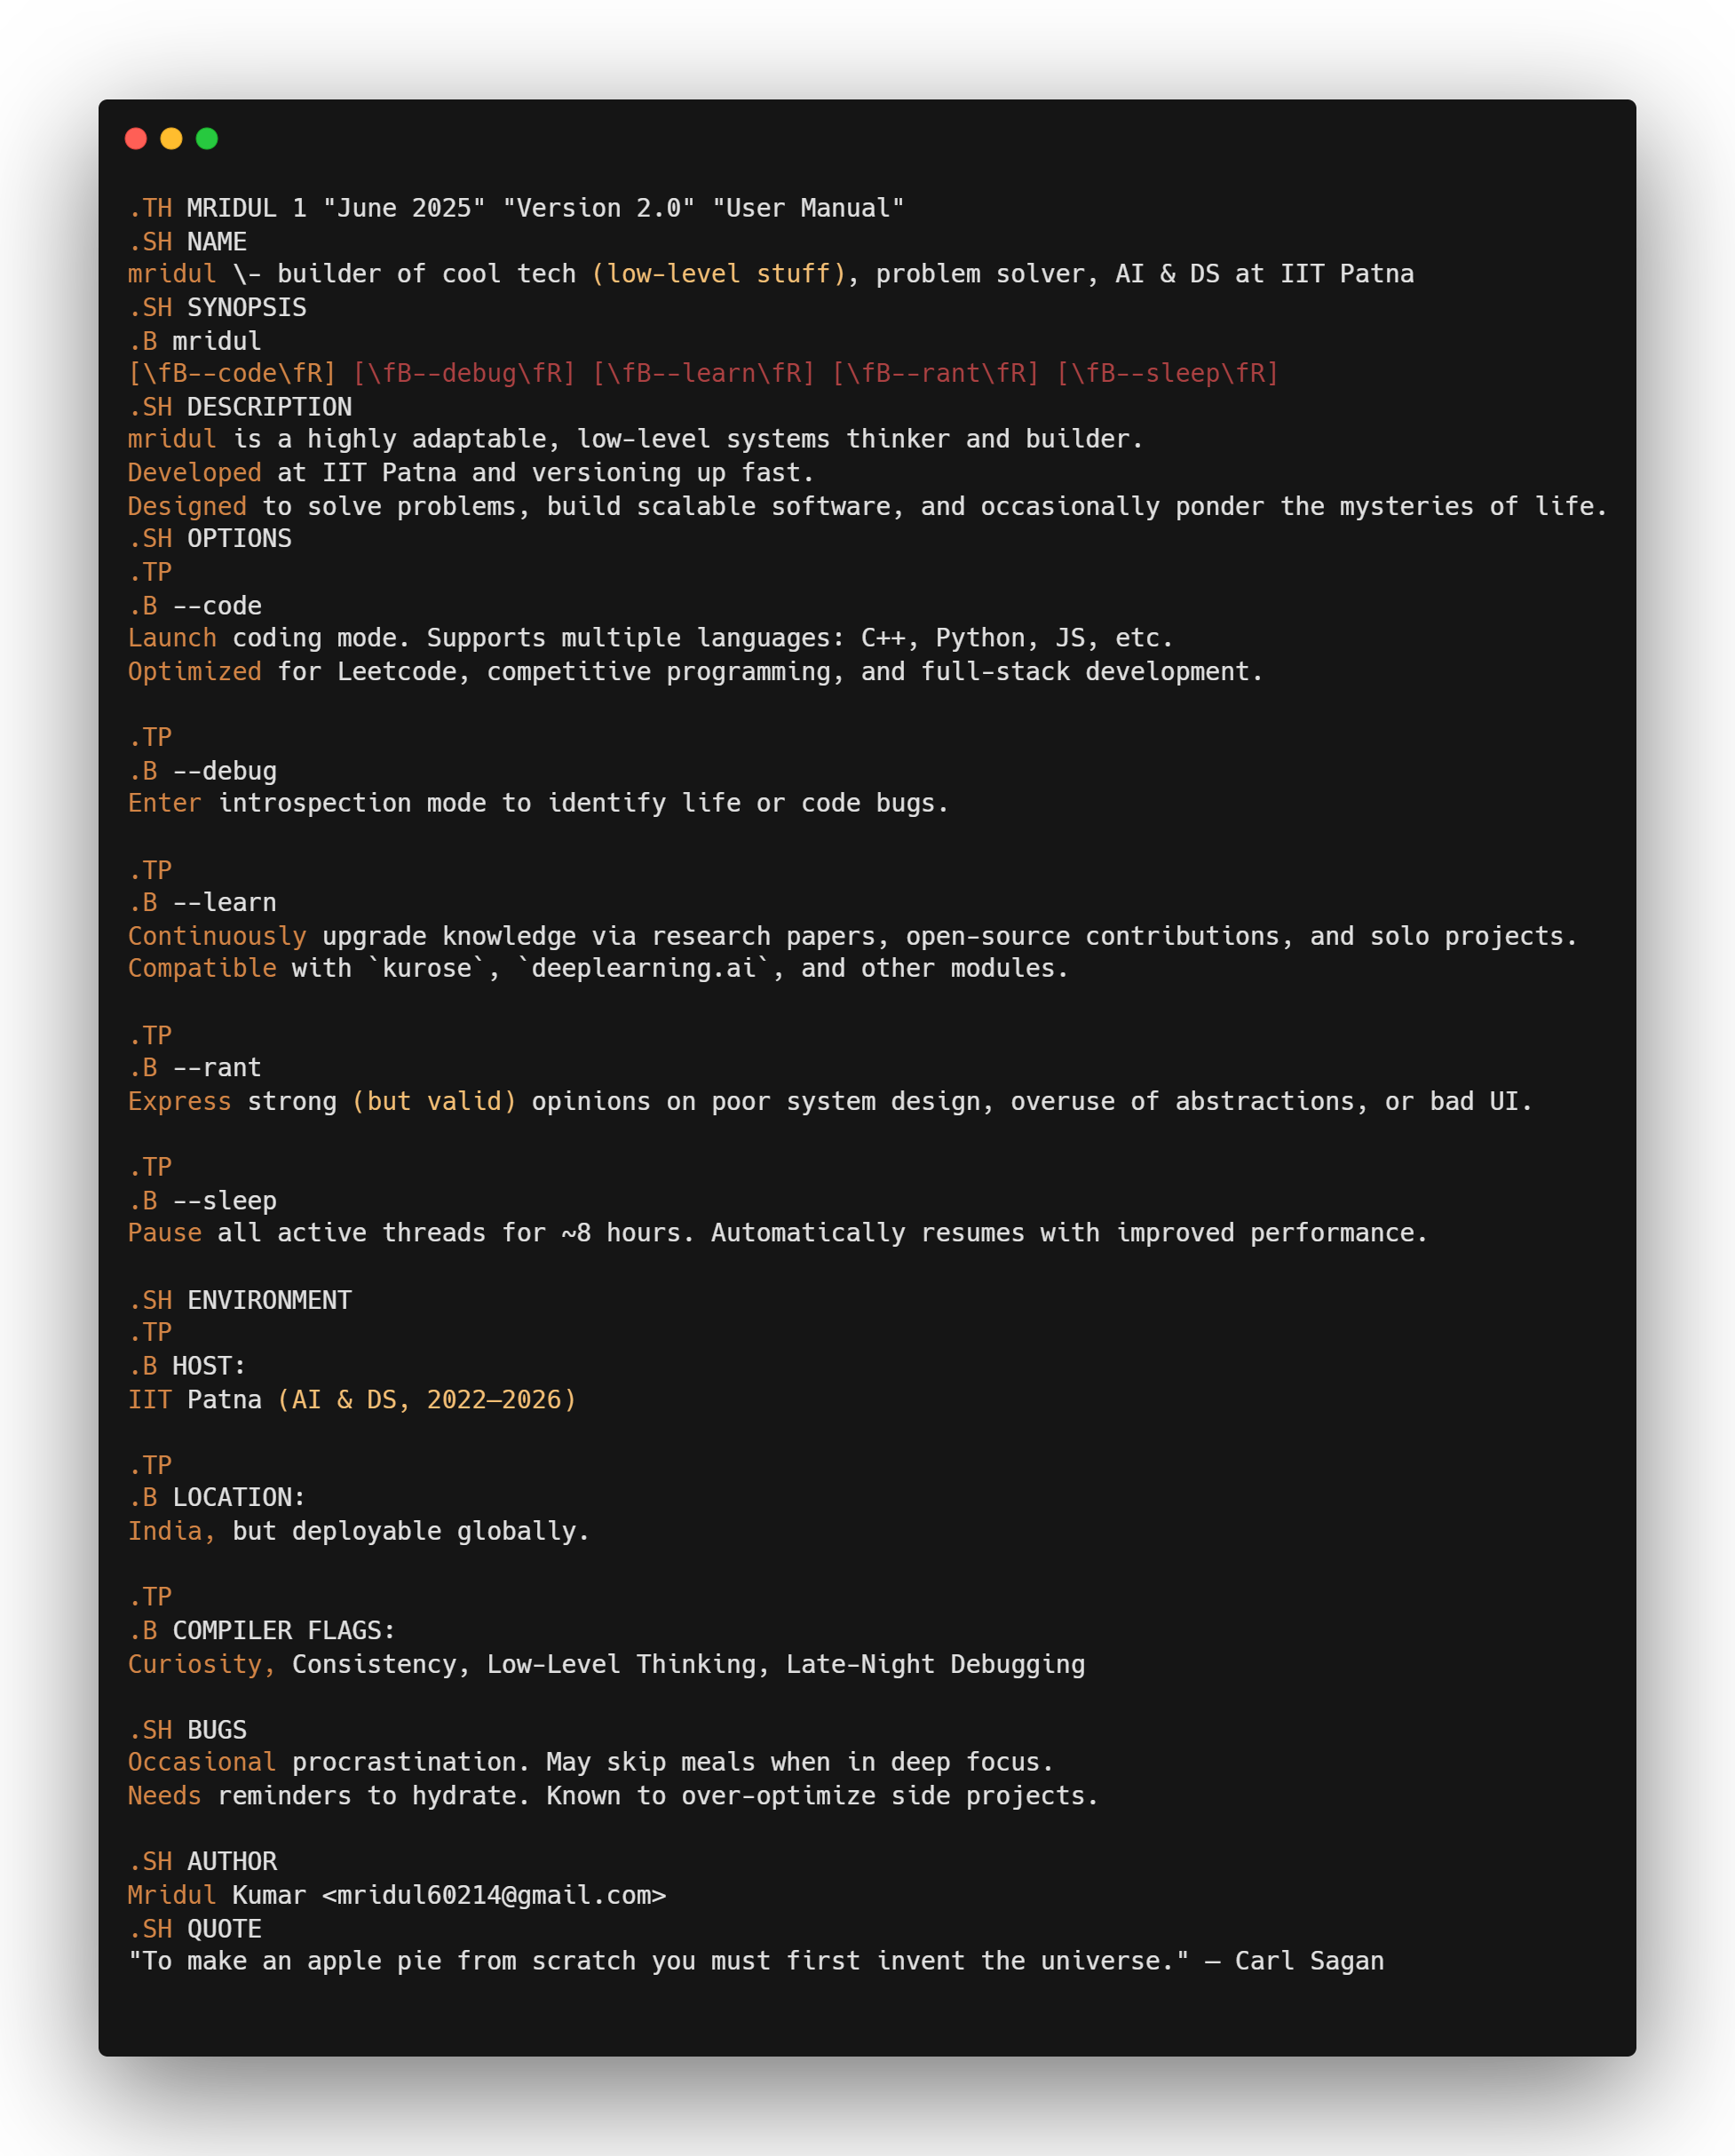 .TH MRIDUL 1 "June 2025" "Version 2.0" "User Manual"
.SH NAME
mridul \- builder of cool tech (low-level stuff), problem solver, AI & DS at IIT Patna
.SH SYNOPSIS
.B mridul
[\fB--code\fR] [\fB--debug\fR] [\fB--learn\fR] [\fB--rant\fR] [\fB--sleep\fR]
.SH DESCRIPTION
mridul is a highly adaptable, low-level systems thinker and builder.
Developed at IIT Patna and versioning up fast.
Designed to solve problems, build scalable software, and occasionally ponder the mysteries of life.
.SH OPTIONS
.TP
.B --code
Launch coding mode. Supports multiple languages: C++, Python, JS, etc.
Optimized for Leetcode, competitive programming, and full-stack development.

.TP
.B --debug
Enter introspection mode to identify life or code bugs.

.TP
.B --learn
Continuously upgrade knowledge via research papers, open-source contributions, and solo projects.
Compatible with `kurose`, `deeplearning.ai`, and other modules.

.TP
.B --rant
Express strong (but valid) opinions on poor system design, overuse of abstractions, or bad UI.

.TP
.B --sleep
Pause all active threads for ~8 hours. Automatically resumes with improved performance.

.SH ENVIRONMENT
.TP
.B HOST:
IIT Patna (AI & DS, 2022–2026)

.TP
.B LOCATION:
India, but deployable globally.

.TP
.B COMPILER FLAGS:
Curiosity, Consistency, Low-Level Thinking, Late-Night Debugging

.SH BUGS
Occasional procrastination. May skip meals when in deep focus.
Needs reminders to hydrate. Known to over-optimize side projects.

.SH AUTHOR
Mridul Kumar <mridul60214@gmail.com>
.SH QUOTE
"To make an apple pie from scratch you must first invent the universe." — Carl Sagan